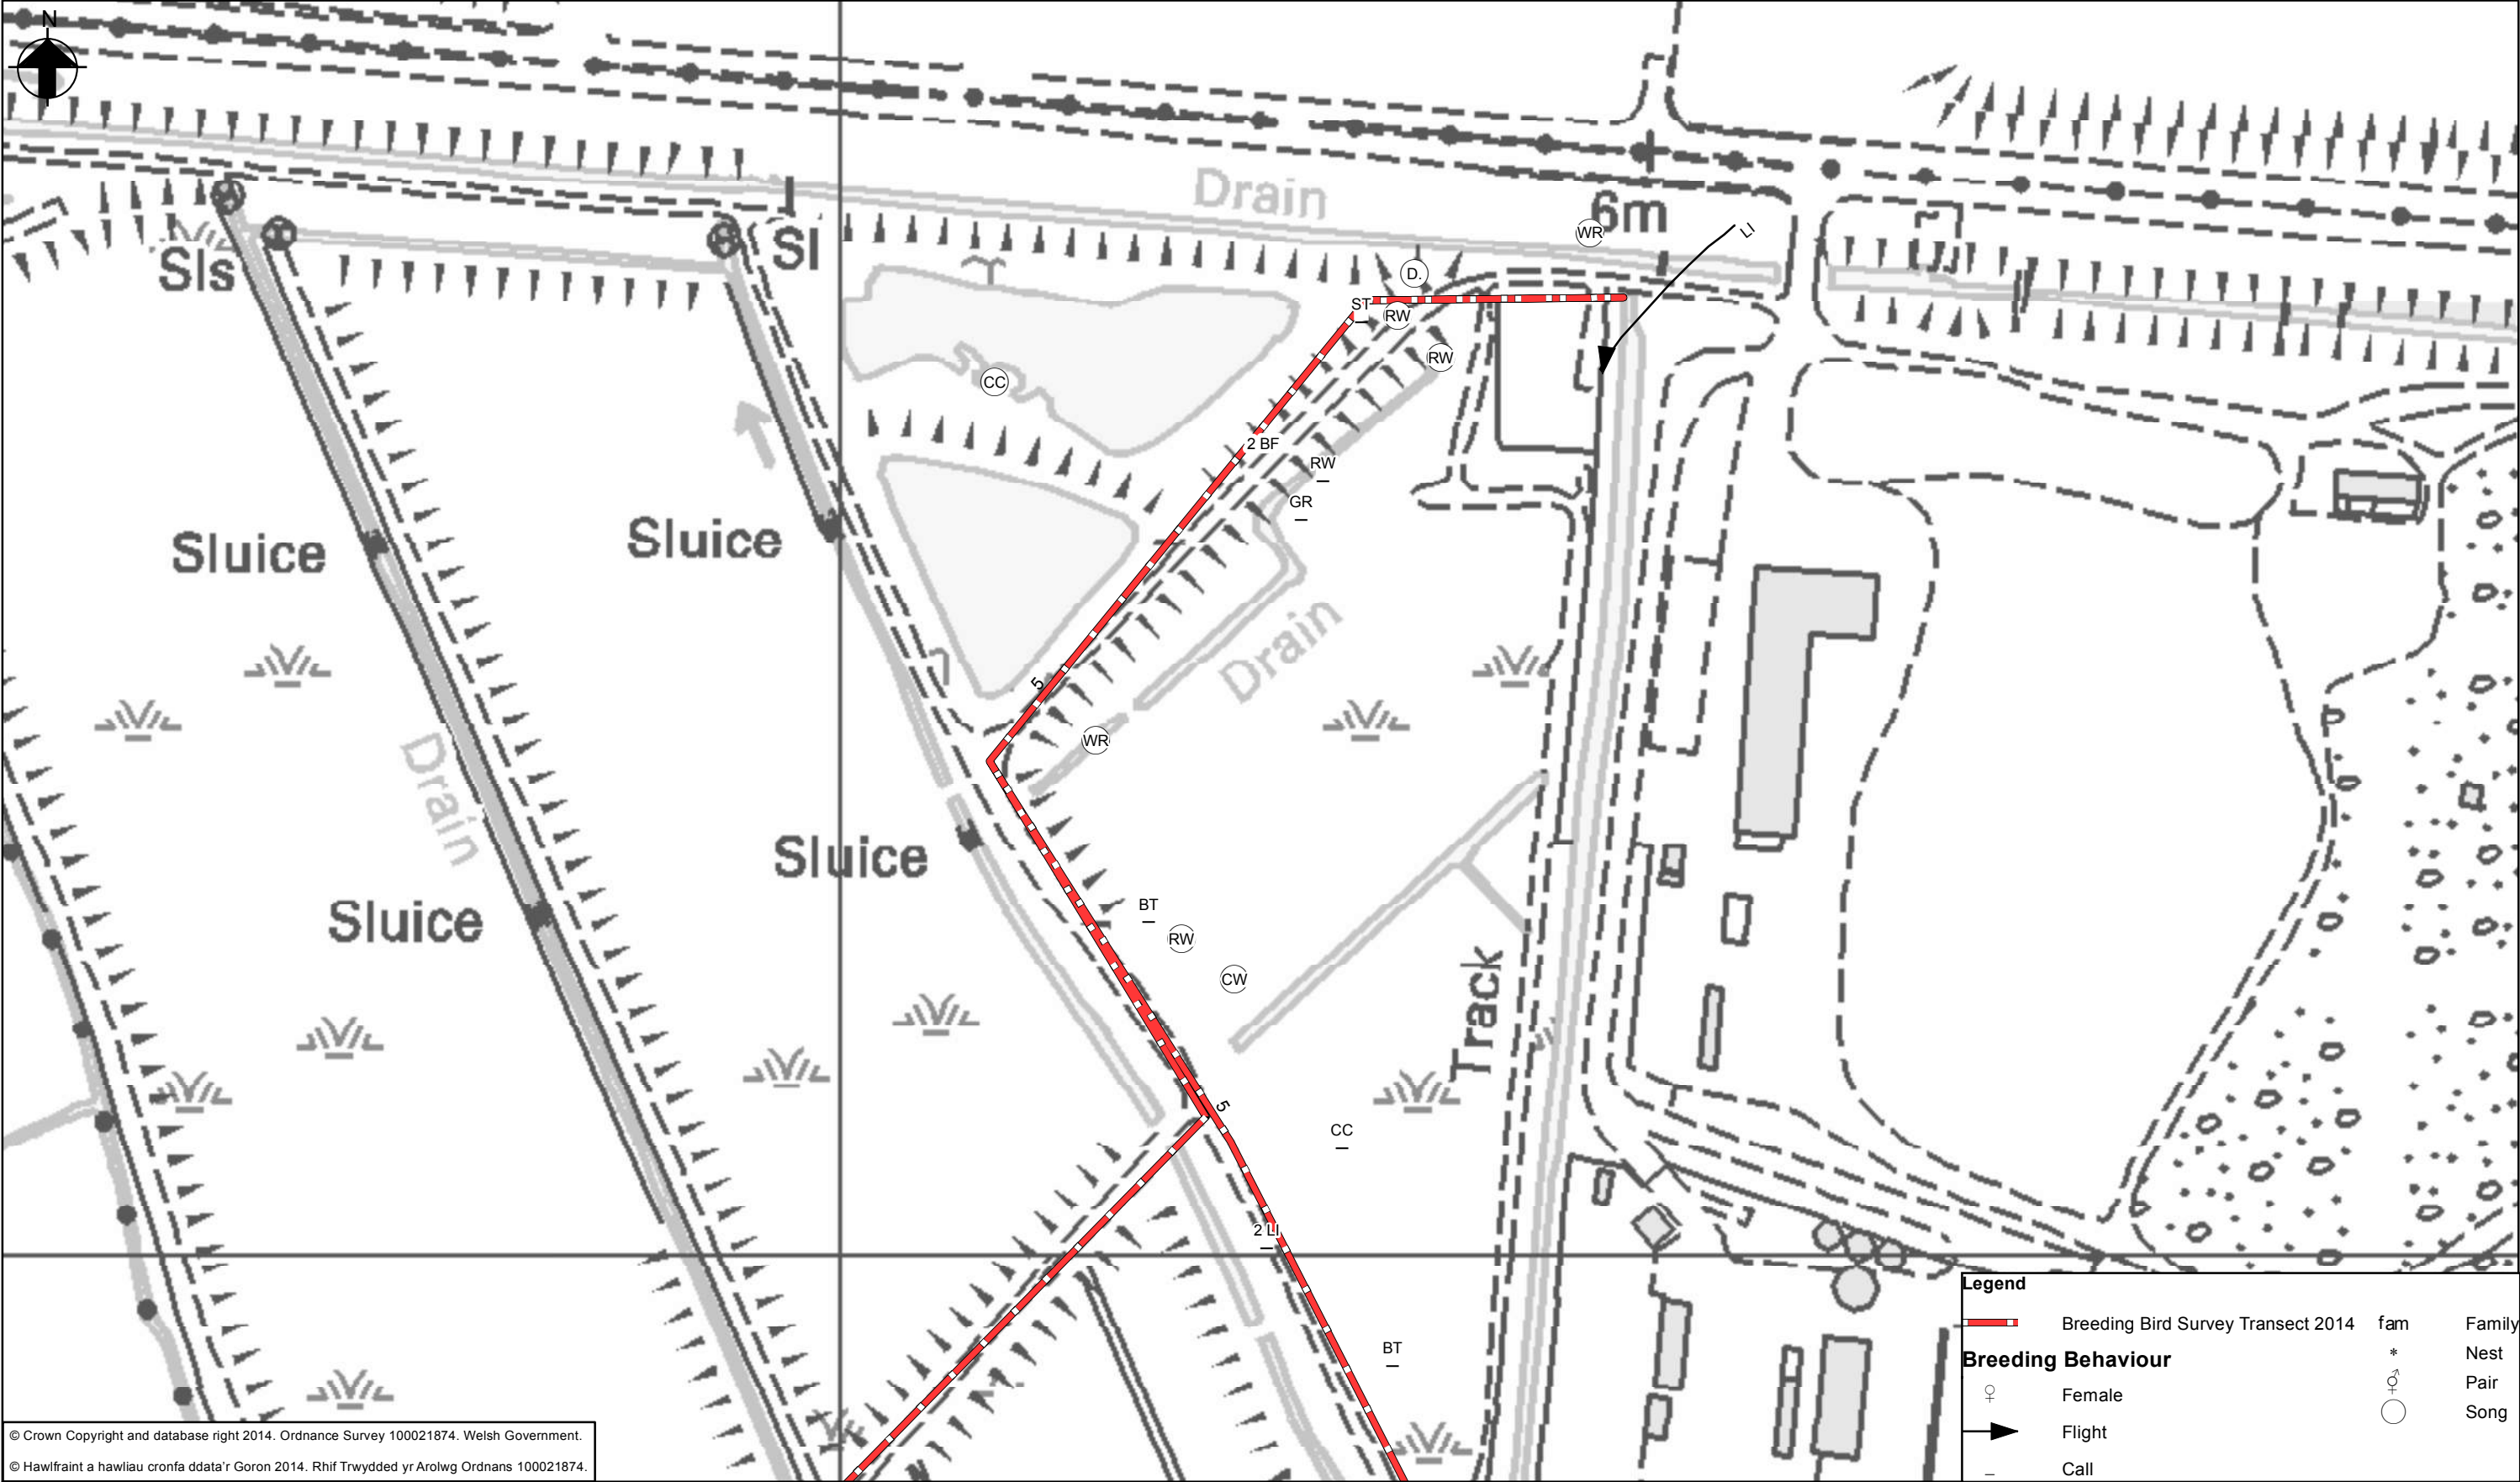 N
Drain
6m
WR
LI
Sls
Sl
D.
ST
RW
RW
CC
2 BF
RW
GR
Sluice
Sluice
Drain
5
WR
Drain
Sluice
Sluice
BT
RW
CW
Track
5
CC
2 LI
BT
Legend
Breeding Bird Survey Transect 2014
fam Family
Breeding Behaviour
* Nest
♀ Female
Pair
Flight
Song
Call
© Crown Copyright and database right 2014. Ordnance Survey 100021874. Welsh Government.
© Hawlfraint a hawliau cronfa ddata'r Goron 2014. Rhif Trwydded yr Arolwg Ordnans 100021874.